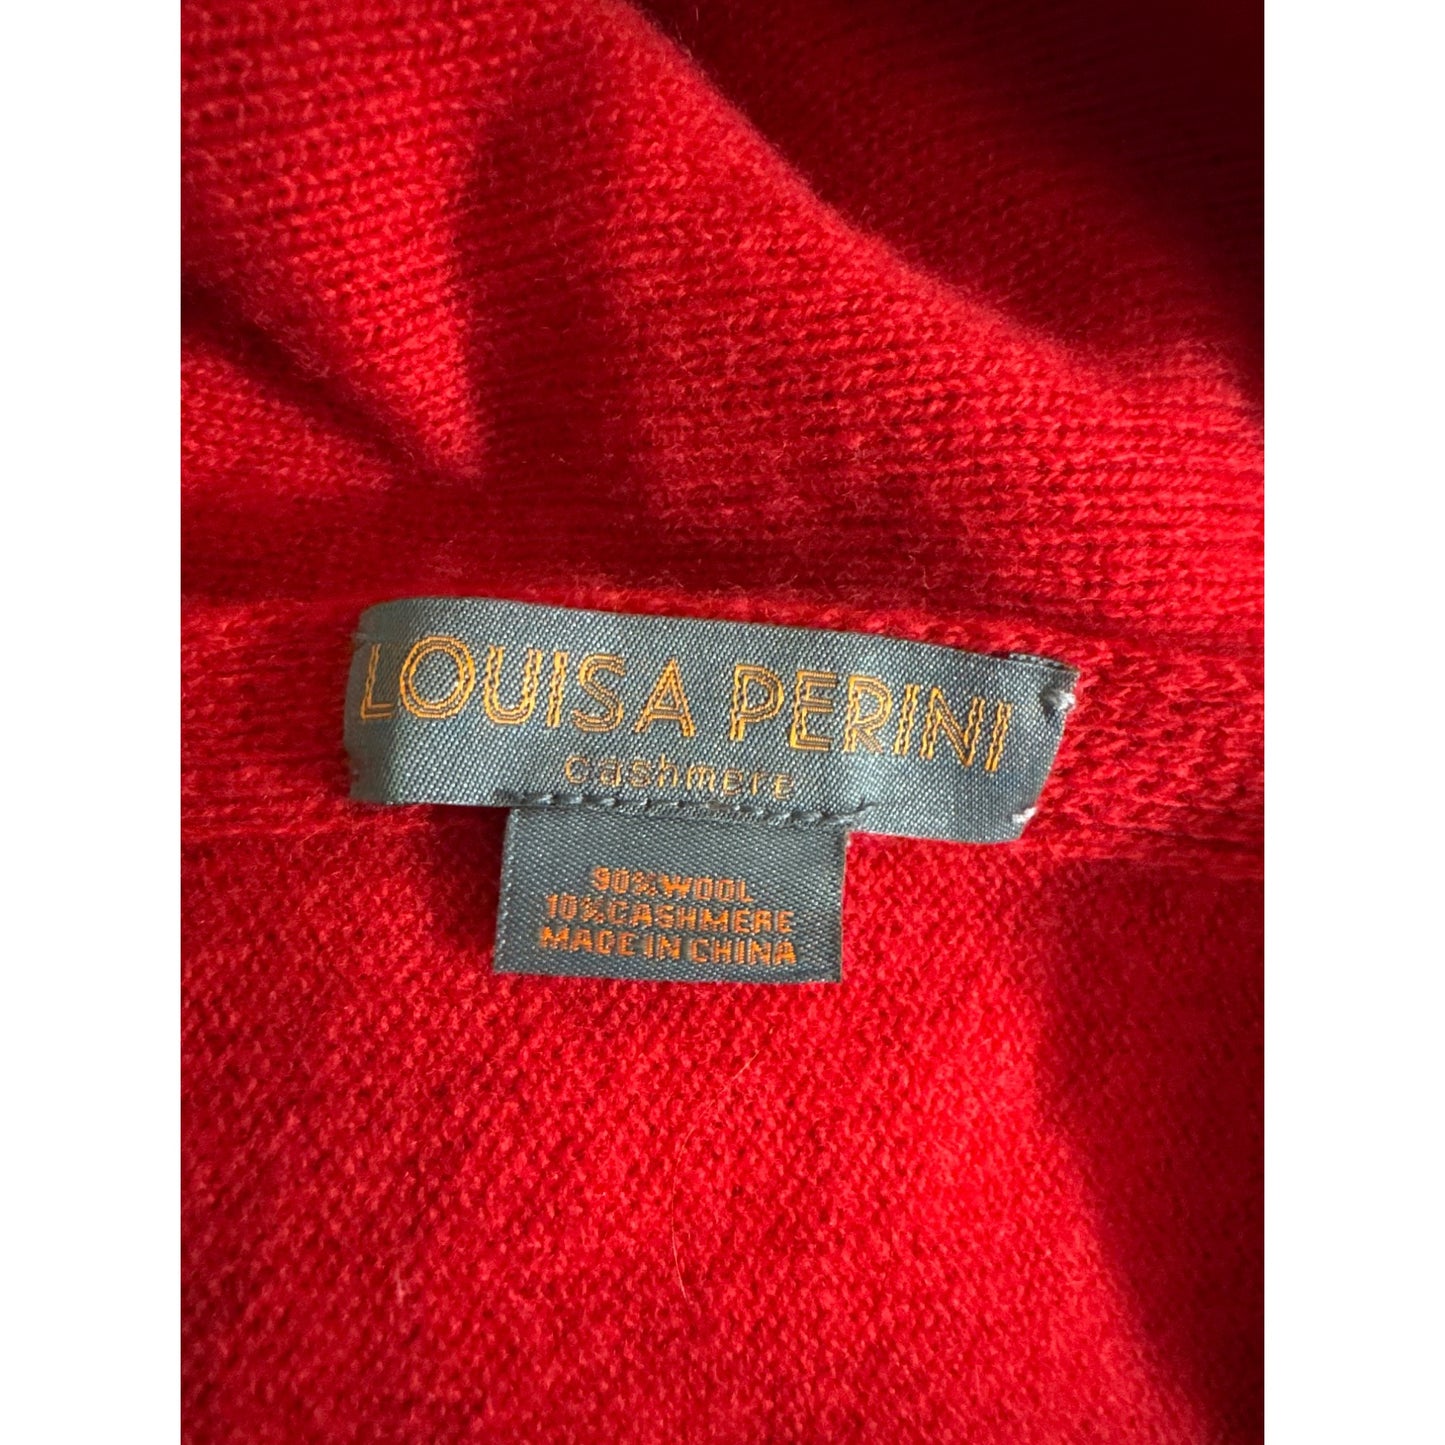 LOUISA PERINI
cashmere
90%WOOL
10%CASHMERE
MADE IN CHINA